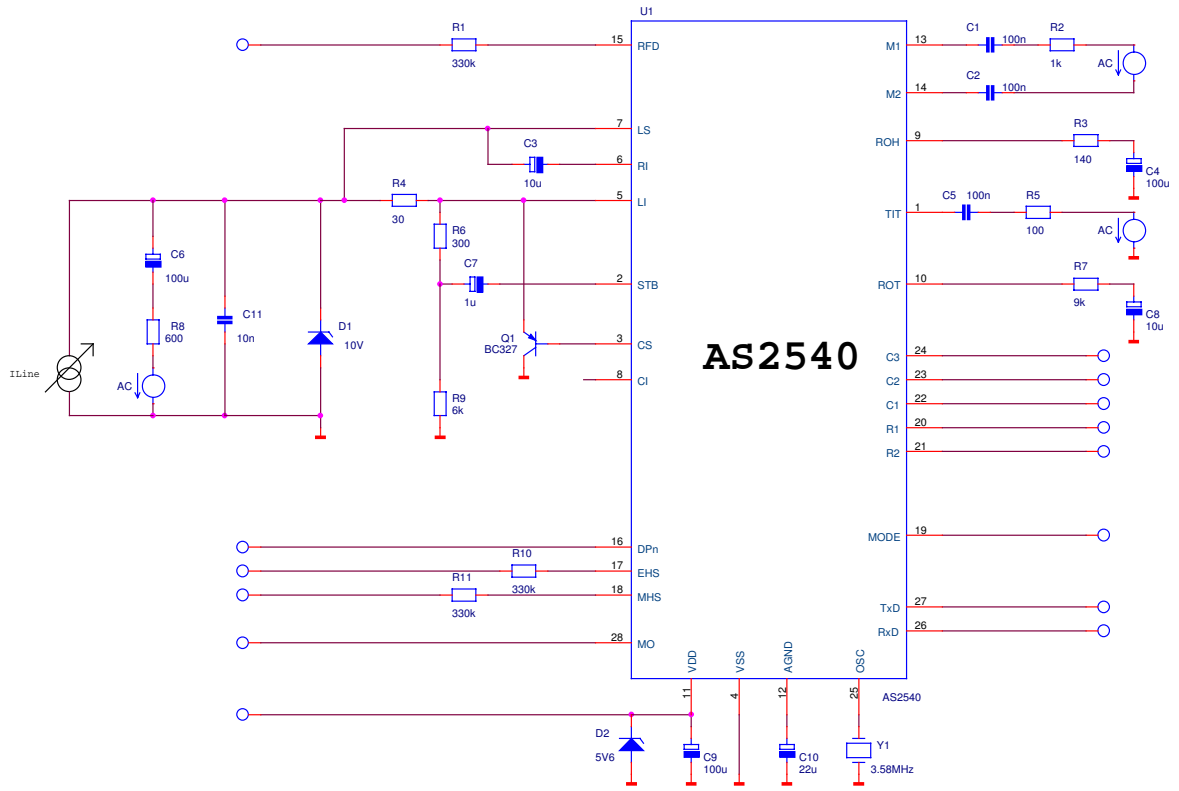 U1
R1
330k
15
RFD
M1
13
C1
100n
R2
1k
AC
M2
14
C2
100n
7
LS
C3
10u
6
RI
ROH
9
R3
140
C4
100u
R4
30
5
LI
TIT
1
C5
100n
R5
100
AC
R6
300
C6
100u
C7
1u
2
STB
ROT
10
R7
9k
C8
10u
C11
10n
R8
600
D1
10V
Q1
BC327
3
CS
AS2540
C3
24
ILine
AC
8
CI
C2
23
R9
6k
C1
22
R1
20
R2
21
MODE
19
16
DPn
R10
330k
17
EHS
R11
330k
18
MHS
TxD
27
RxD
26
28
MO
VDD
VSS
AGND
OSC
11
4
12
25
AS2540
D2
5V6
C9
100u
C10
22u
Y1
3.58MHz